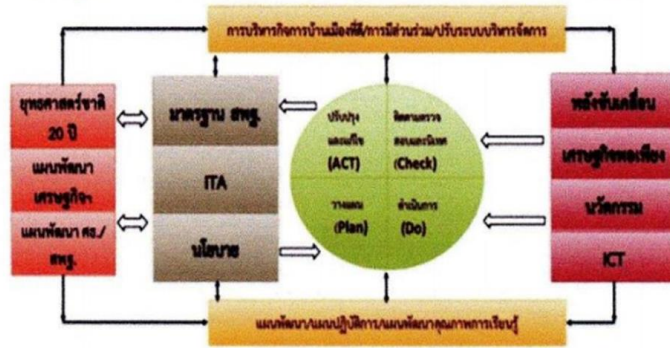 การบริหารกิจการบ้านเมืองที่ดี/การมีส่วนร่วม/ปรับระบบบริหารจัดการ
ยุทธศาสตร์ชาติ
20 ปี
แผนพัฒนา
เศรษฐกิจฯ
แผนพัฒนา ศธ./
สพฐ.
มาตรฐาน สพฐ.
ITA
นโยบาย
ปรับปรุง
และแก้ไข
(ACT)
ติดตามตรวจ
สอบและนิเทศ
(Check)
วางแผน
(Plan)
ดำเนินการ
(Do)
พลังขับเคลื่อน
เศรษฐกิจพอเพียง
นวัตกรรม
ICT
แผนพัฒนา/แผนปฏิบัติการ/แผนพัฒนาคุณภาพการเรียนรู้